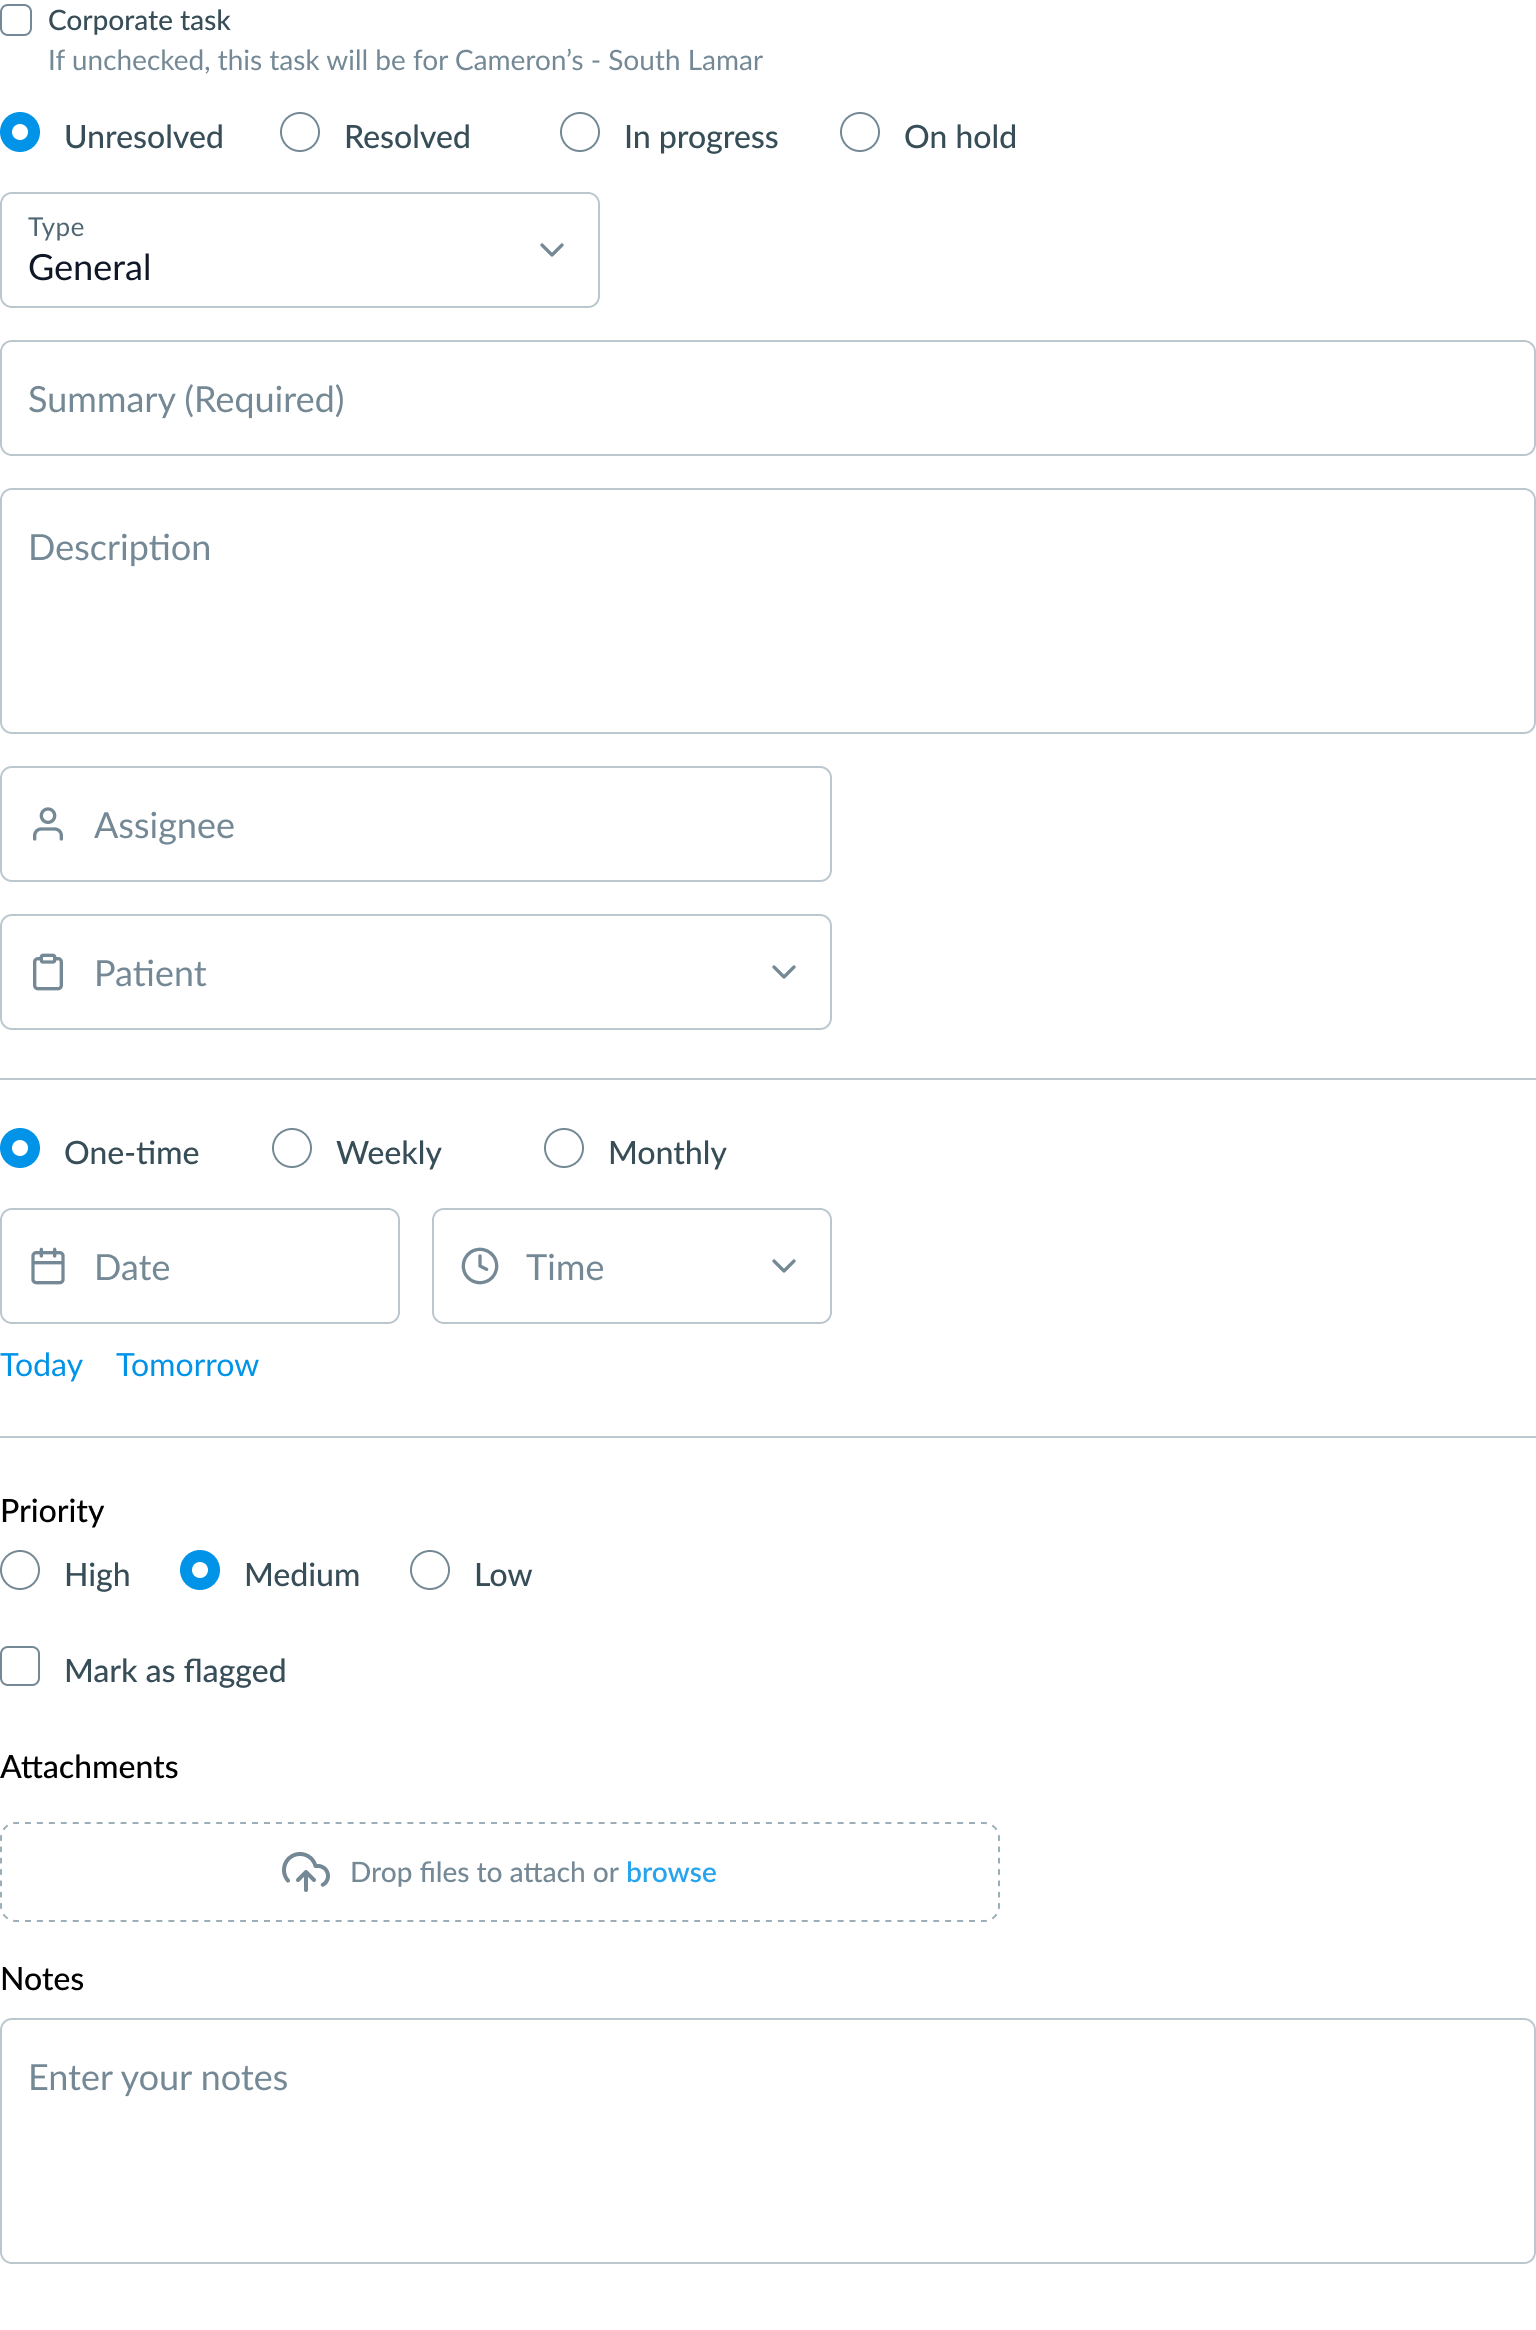 Corporate task
If unchecked, this task will be for Cameron’s - South Lamar
Unresolved Resolved In progress On hold
Type
General
Summary (Required)
Description
Assignee
Patient
One-time Weekly Monthly
Date Time
Today Tomorrow
Priority
High Medium Low
Mark as flagged
Attachments
Drop files to attach or browse
Notes
Enter your notes